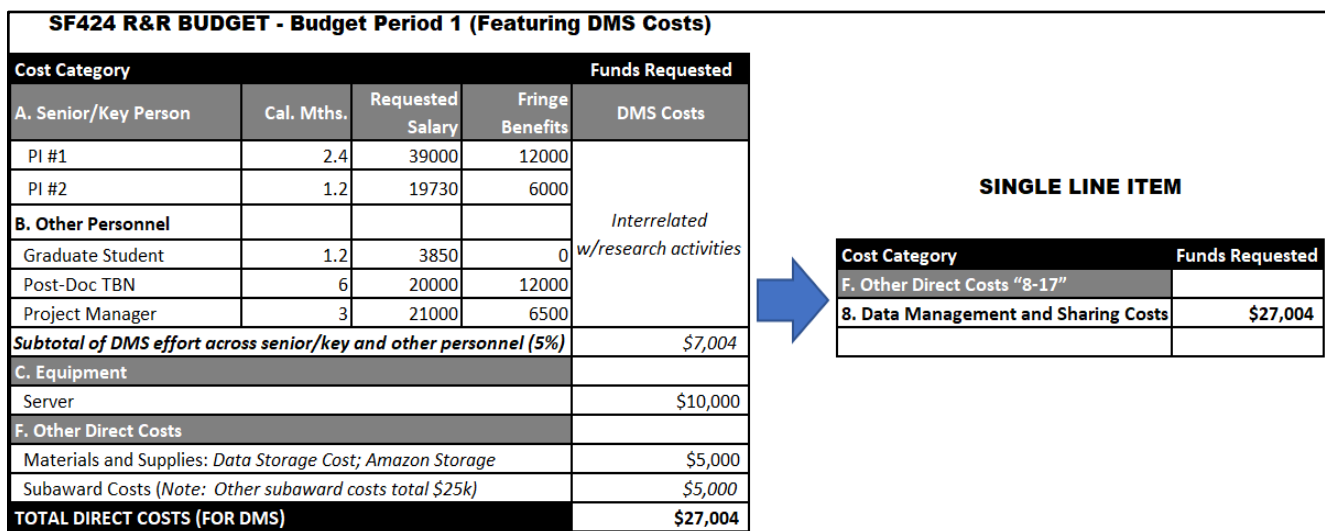 SF424 R&R BUDGET - Budget Period 1 (Featuring DMS Costs)
Cost Category Funds Requested
A. Senior/Key Person Cal. Mths. Requested Salary Fringe Benefits DMS Costs
PI #1 2.4 39000 12000
PI #2 1.2 19730 6000
B. Other Personnel
Interrelated w/research activities
Graduate Student 1.2 3850 0
Post-Doc TBN 6 20000 12000
Project Manager 3 21000 6500
Subtotal of DMS effort across senior/key and other personnel (5%) $7,004
C. Equipment
Server $10,000
F. Other Direct Costs
Materials and Supplies: Data Storage Cost; Amazon Storage $5,000
Subaward Costs (Note: Other subaward costs total $25k) $5,000
TOTAL DIRECT COSTS (FOR DMS) $27,004
SINGLE LINE ITEM
Cost Category Funds Requested
F. Other Direct Costs “8-17”
8. Data Management and Sharing Costs $27,004